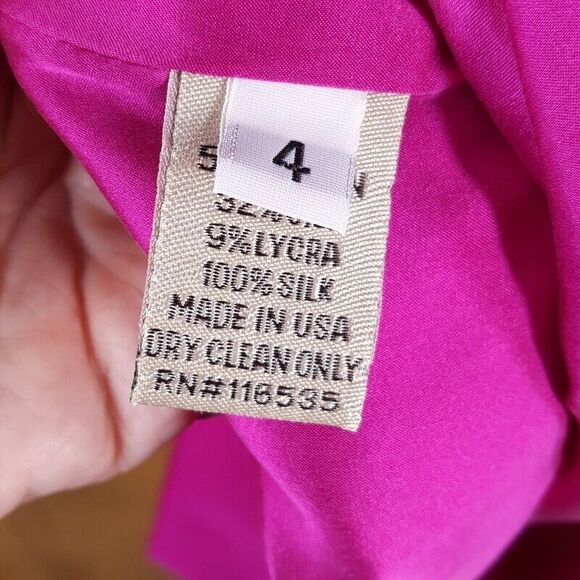 4
9%LYCRA
100%SILK
MADE IN USA
DRY CLEAN ONLY
RN#116535